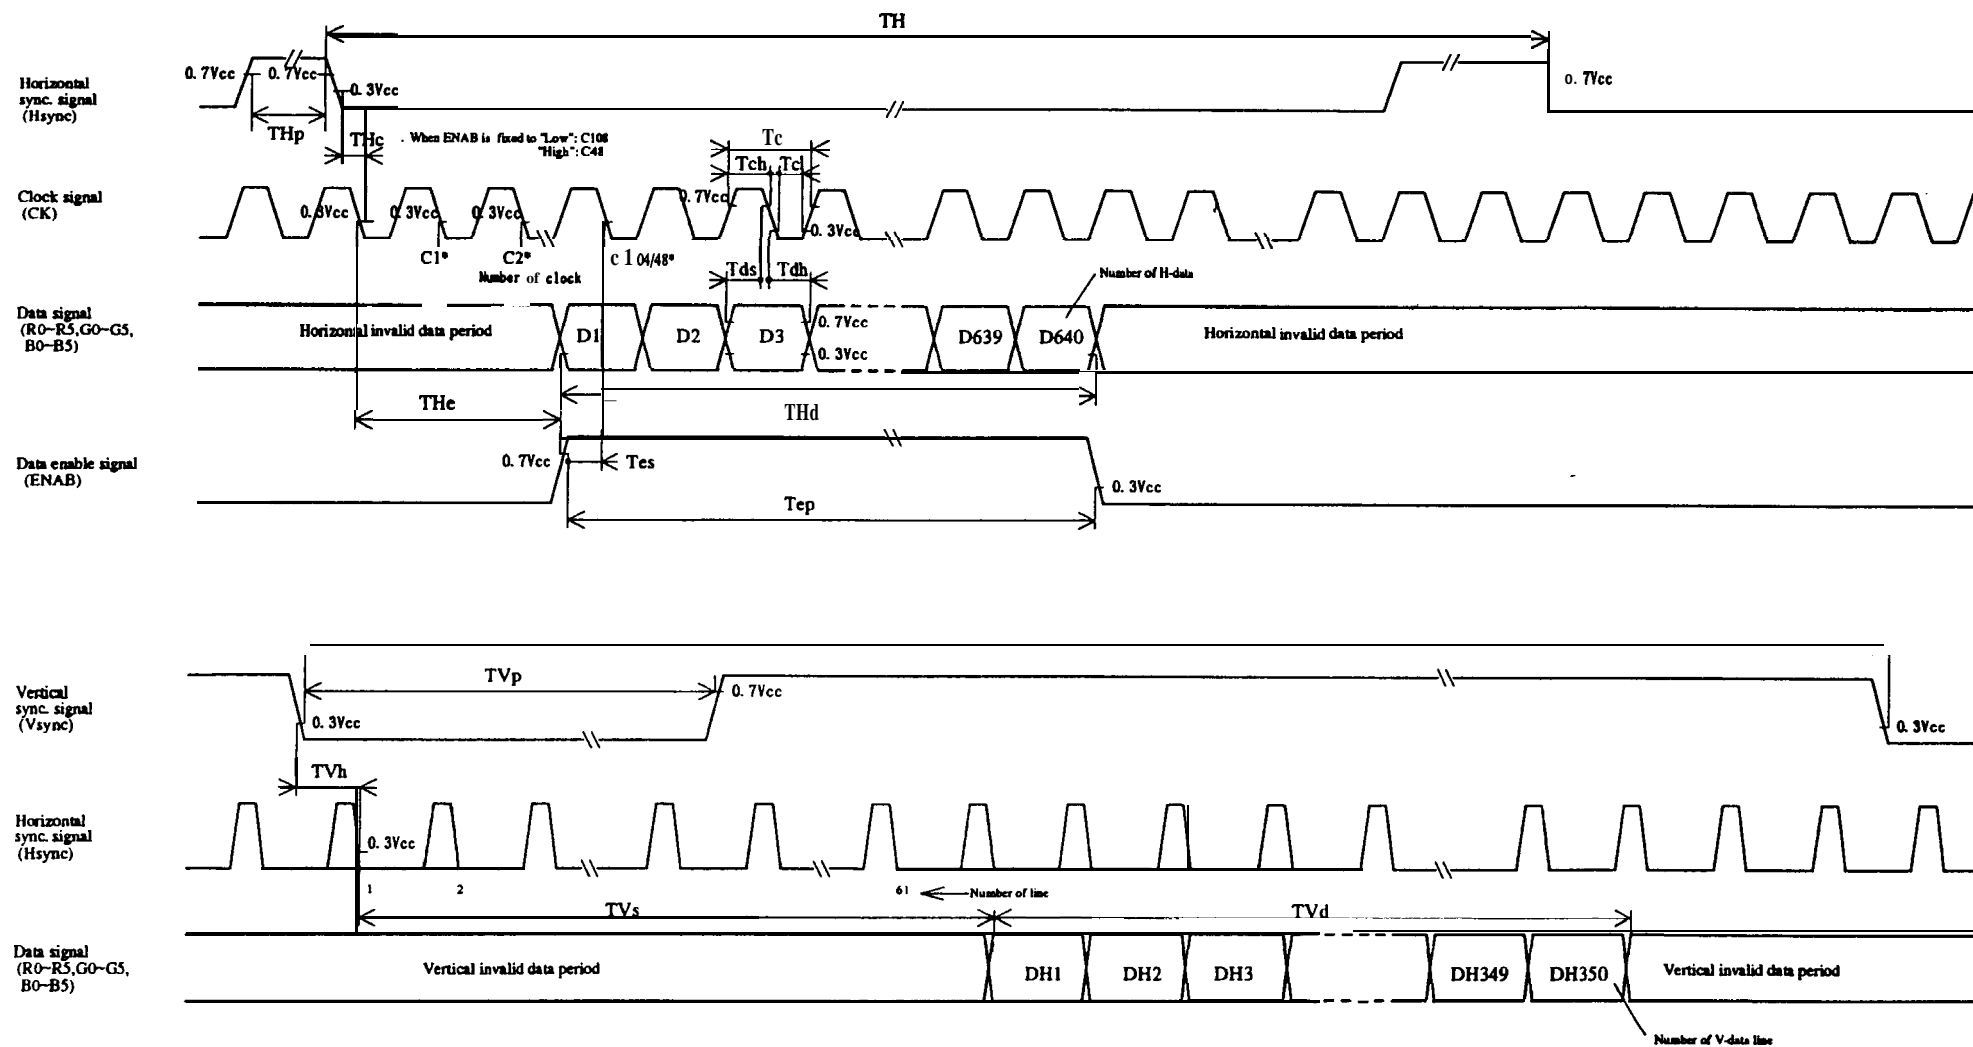 TH
0.7Vcc
0.7Vcc
0.3Vcc
0.7Vcc
Horizontal
sync. signal
(Hsync)
THp
THc
. When ENAB is fixed to "Low": C108
"High": C48
Tc
Tch
Tc
Clock signal
(CK)
0.3Vcc
0.3Vcc
0.3Vcc
0.7Vcc
0.3Vcc
C1*
C2*
c104/48*
Number of clock
Tds
Tdh
Number of H-data
Data signal
(R0~R5,G0~G5,
B0~B5)
Horizontal invalid data period
D1
D2
D3
0.7Vcc
0.3Vcc
D639
D640
Horizontal invalid data period
THe
THd
Data enable signal
(ENAB)
0.7Vcc
Tes
0.3Vcc
Tep
Vertical
sync. signal
(Vsync)
TVp
0.7Vcc
0.3Vcc
0.3Vcc
TVh
Horizontal
sync. signal
(Hsync)
0.3Vcc
1
2
61
Number of line
TVs
TVd
Data signal
(R0~R5,G0~G5,
B0~B5)
Vertical invalid data period
DH1
DH2
DH3
DH349
DH350
Vertical invalid data period
Number of V-data line